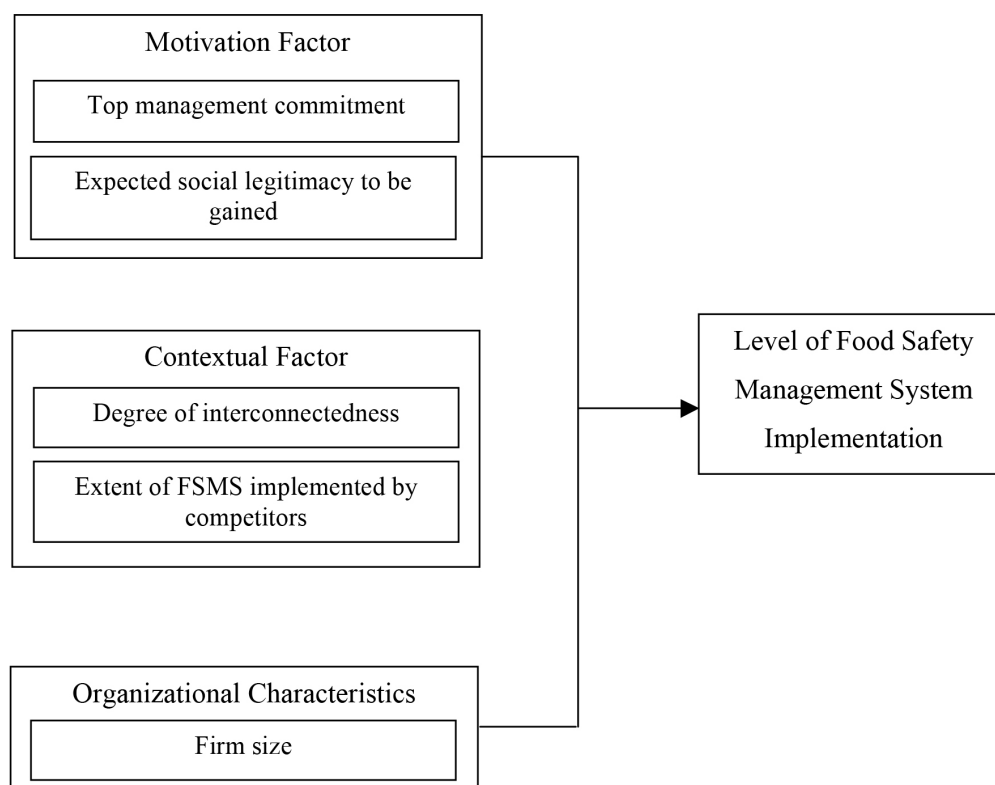 Motivation Factor
Top management commitment
Expected social legitimacy to be
gained
Contextual Factor
Degree of interconnectedness
Extent of FSMS implemented by
competitors
Organizational Characteristics
Firm size
Level of Food Safety
Management System
Implementation